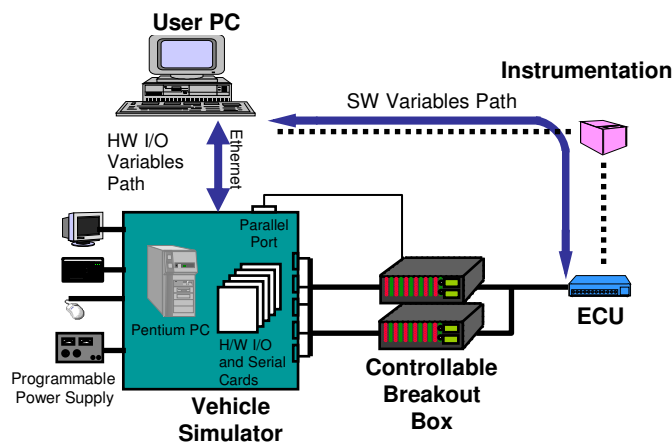 User PC
Instrumentation
SW Variables Path
HW I/O
Variables
Path
Ethernet
Parallel
Port
Pentium PC
H/W I/O
and Serial
Cards
ECU
Programmable
Power Supply
Vehicle
Simulator
Controllable
Breakout
Box